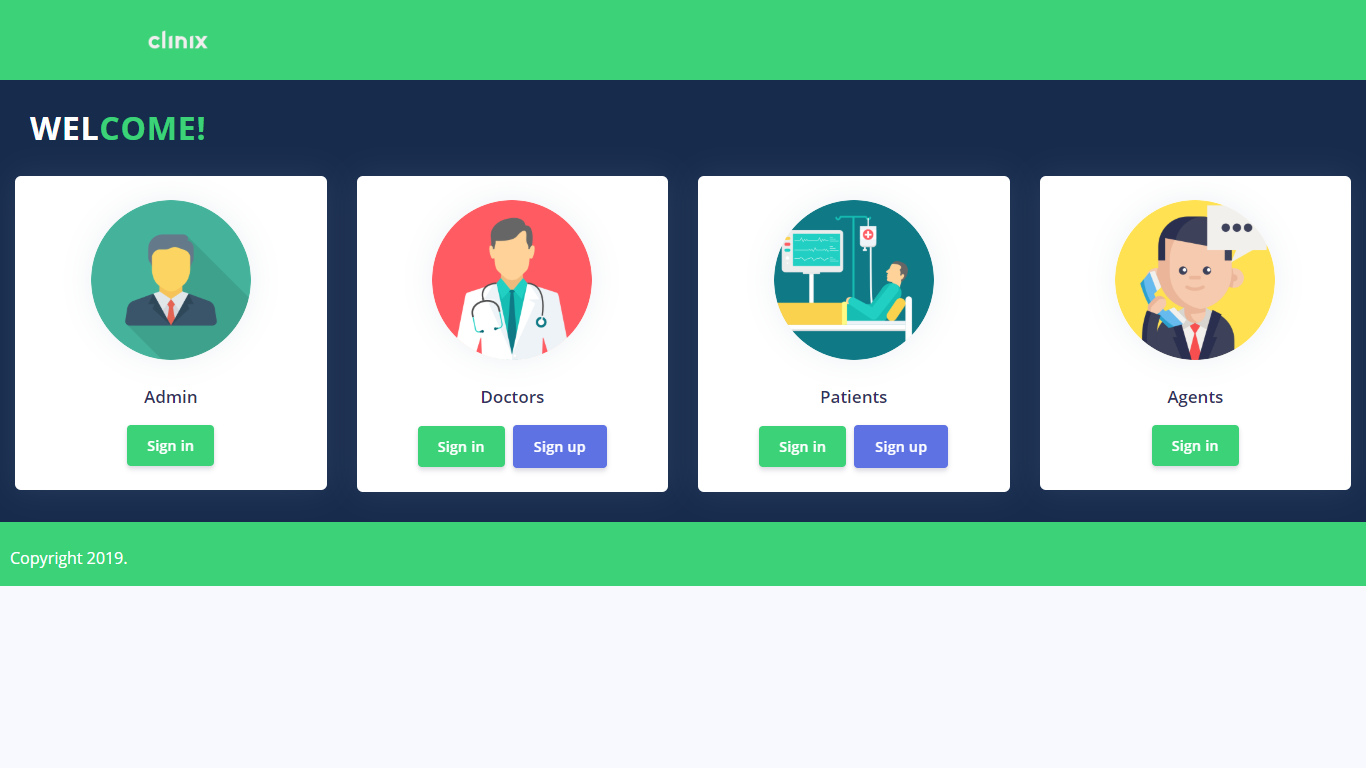 clinix
WELCOME!
Admin
Sign in
Doctors
Sign in Sign up
Patients
Sign in Sign up
Agents
Sign in
Copyright 2019.